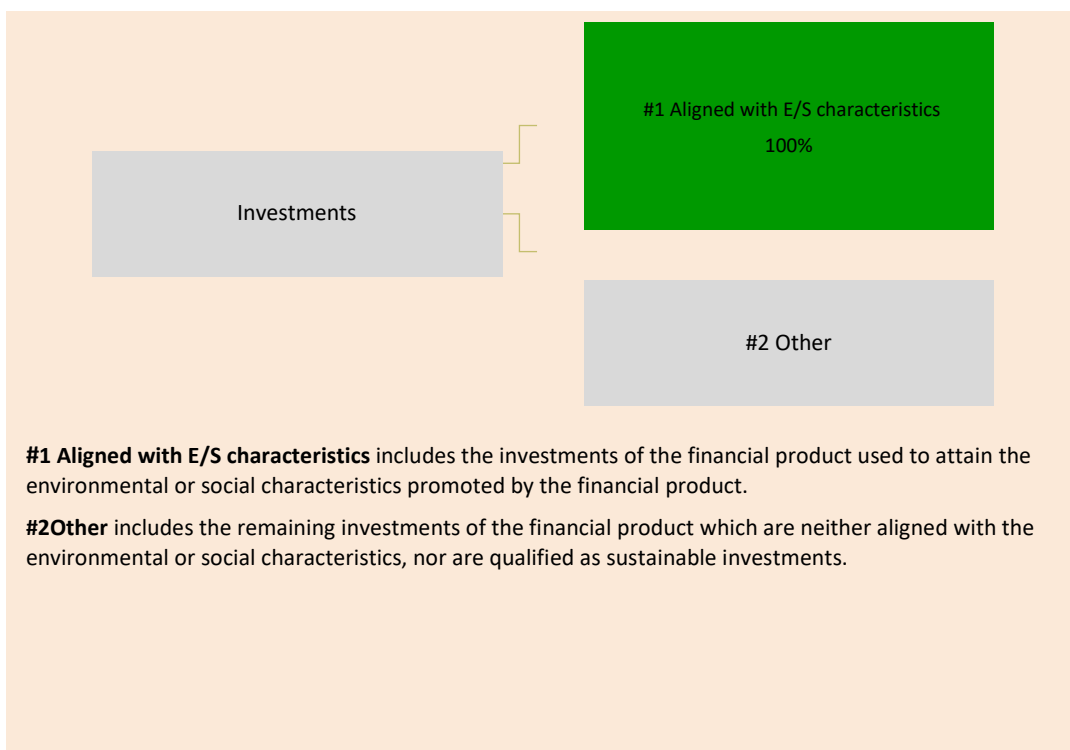 #1 Aligned with E/S characteristics
100%
Investments
#2 Other
#1 Aligned with E/S characteristics includes the investments of the financial product used to attain the
environmental or social characteristics promoted by the financial product.
#2Other includes the remaining investments of the financial product which are neither aligned with the
environmental or social characteristics, nor are qualified as sustainable investments.